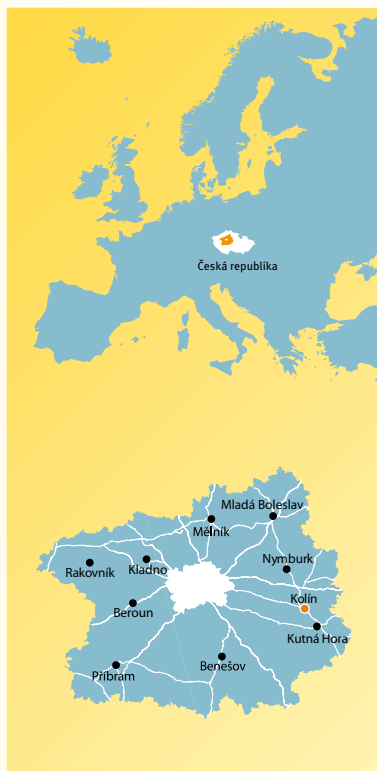 Česká republika
Mladá Boleslav
Mělník
Nymburk
Rakovník
Kladno
Kolín
Beroun
Kutná Hora
Benešov
Příbram